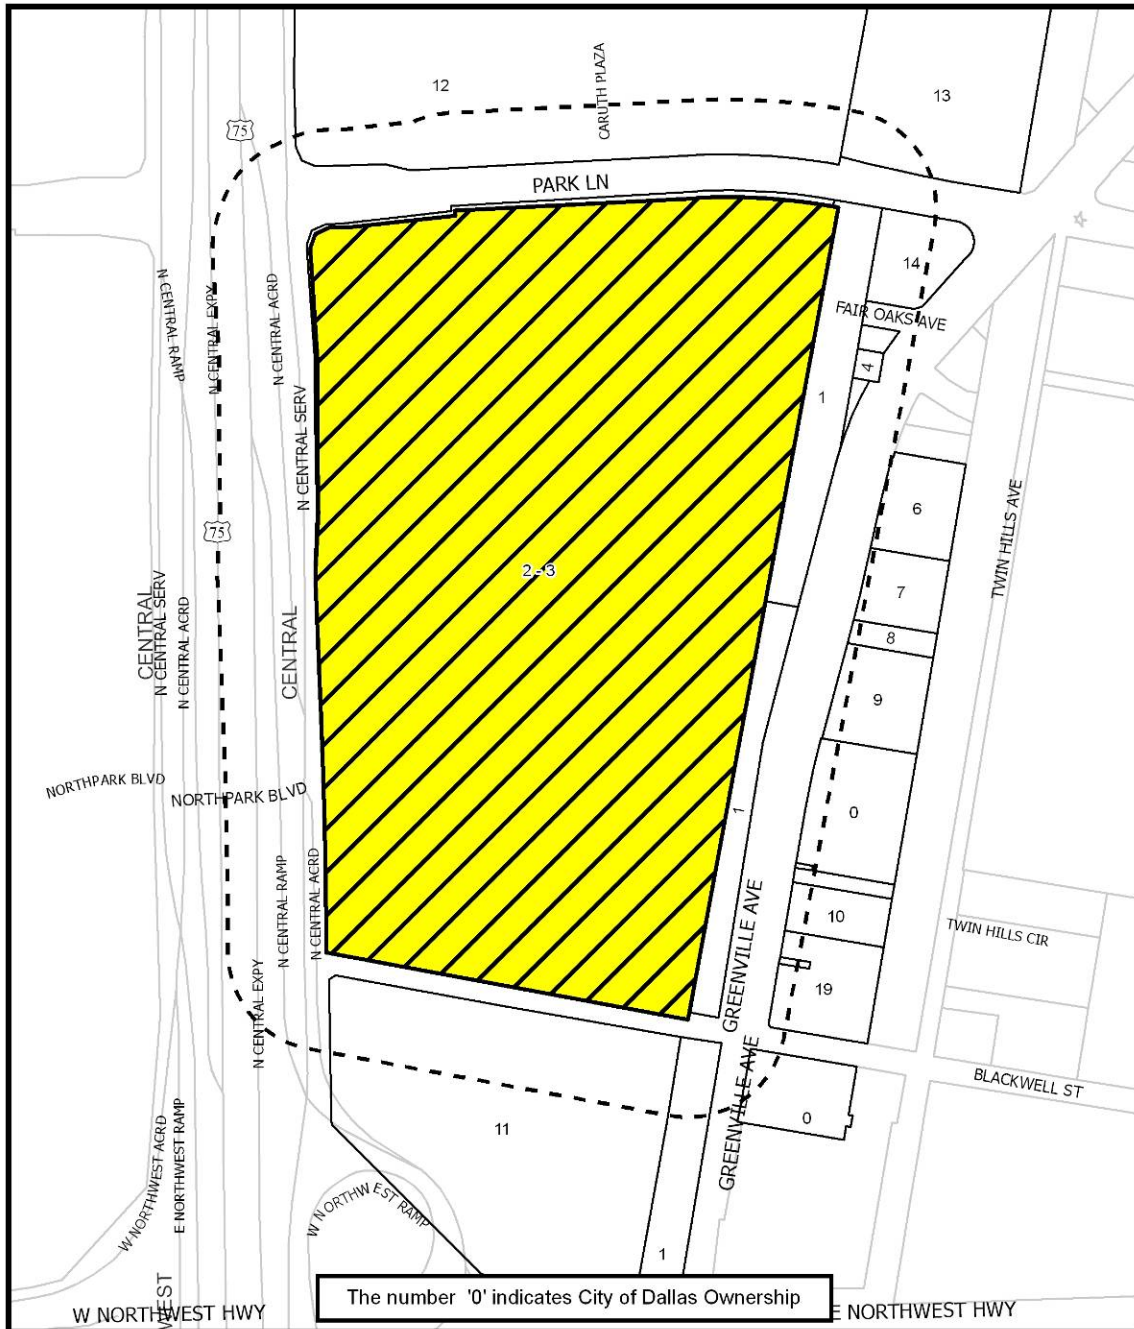 12
CARUTH PLAZA
13
75
PARK LN
14
FAIR OAKS AVE
N CENTRAL RAMP
N CENTRAL EXPY
N CENTRAL ACRD
4
1
N CENTRAL SERV
6
75
TWIN HILLS AVE
2 - 3
7
CENTRAL
N CENTRAL SERV
N CENTRAL ACRD
CENTRAL
8
9
NORTHPARK BLVD
NORTHPARK BLVD
1
0
N CENTRAL RAMP
N CENTRAL ACRD
10
TWIN HILLS CIR
GREENVILLE AVE
19
N CENTRAL EXPY
BLACKWELL ST
GREENVILLE AVE
0
11
W NORTHWEST ACRD
E NORTHWEST RAMP
W NORTHWEST RAMP
1
WEST
The number '0' indicates City of Dallas Ownership
W NORTHWEST HWY
E NORTHWEST HWY